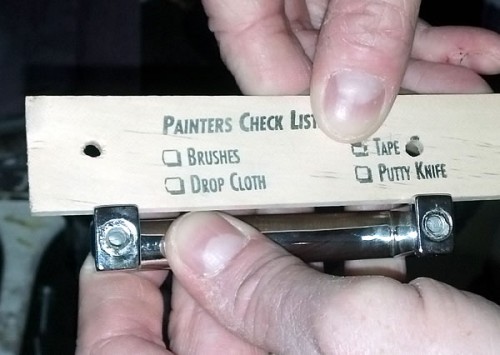 PAINTERS CHECK LIST
BRUSHES
DROP CLOTH
TAPE
PUTTY KNIFE